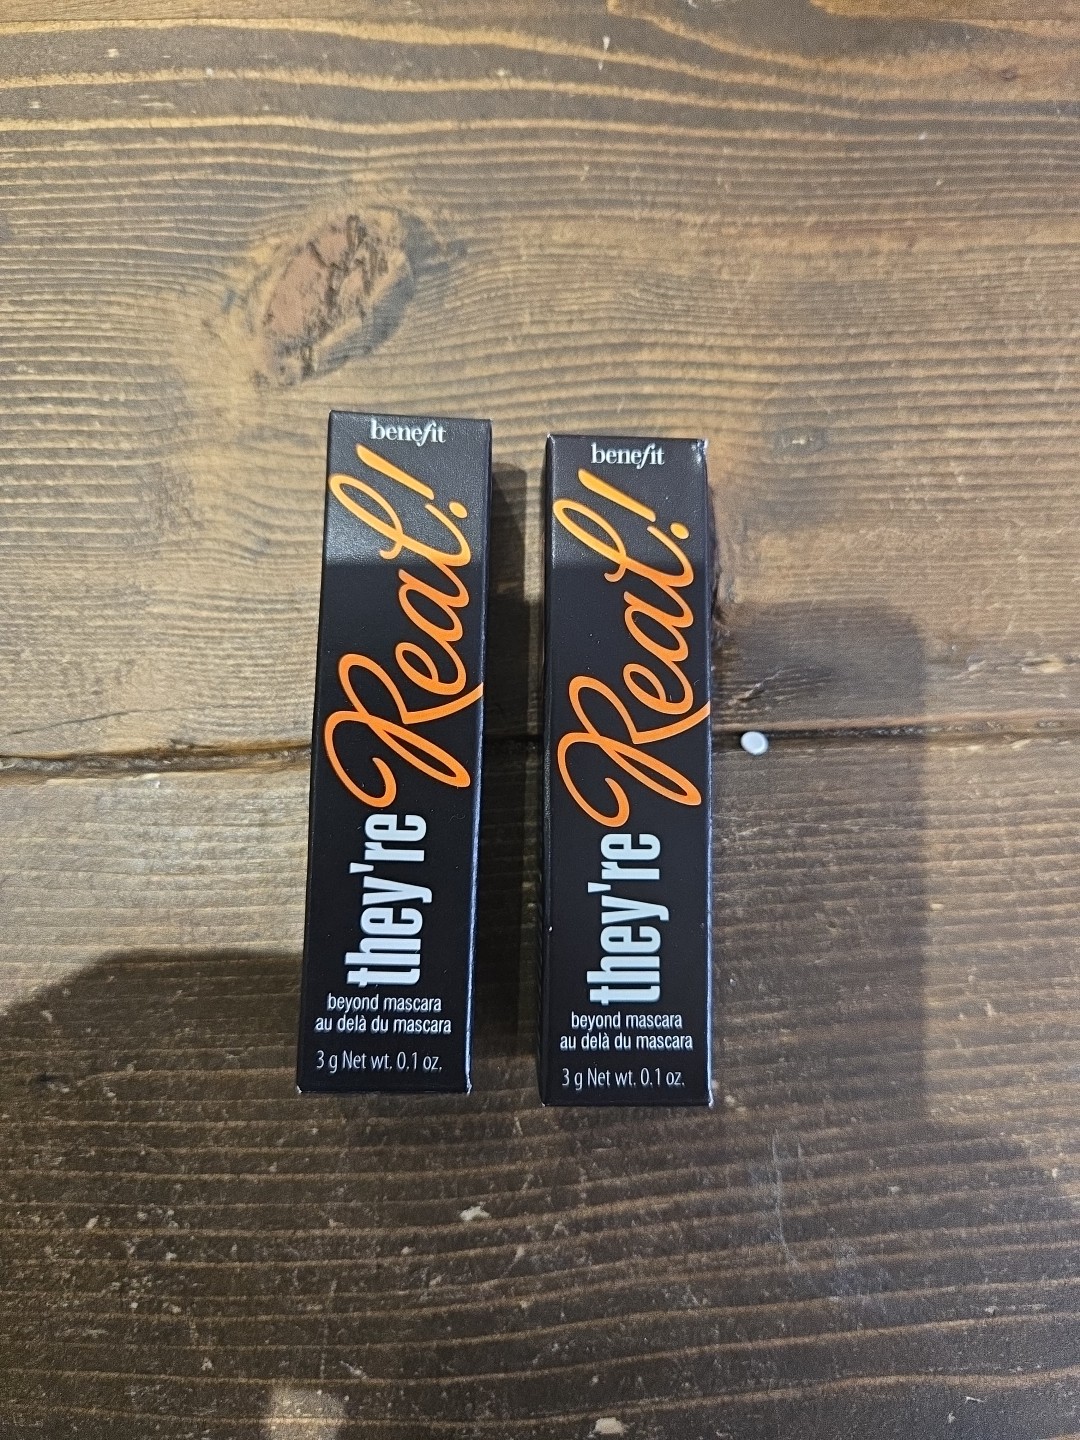 benefit
they're Real!
beyond mascara
au delà du mascara
3 g Net wt. 0.1 oz.
benefit
they're Real!
beyond mascara
au delà du mascara
3 g Net wt. 0.1 oz.